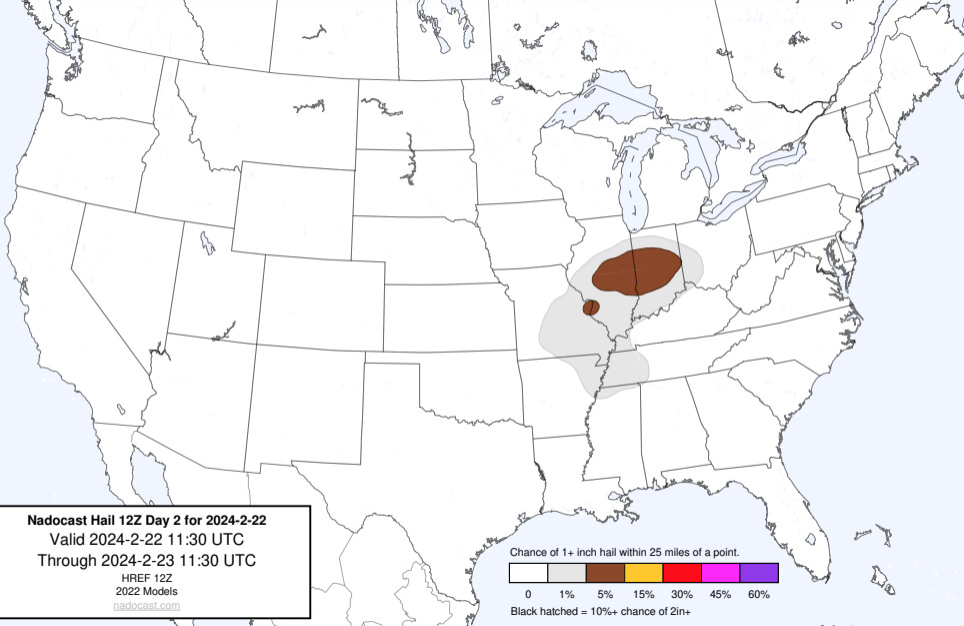 Nadocast Hail 12Z Day 2 for 2024-2-22
Valid 2024-2-22 11:30 UTC
Through 2024-2-23 11:30 UTC
HREF 12Z
2022 Models
nadocast.com
Chance of 1+ inch hail within 25 miles of a point.
0 1% 5% 15% 30% 45% 60%
Black hatched = 10%+ chance of 2in+